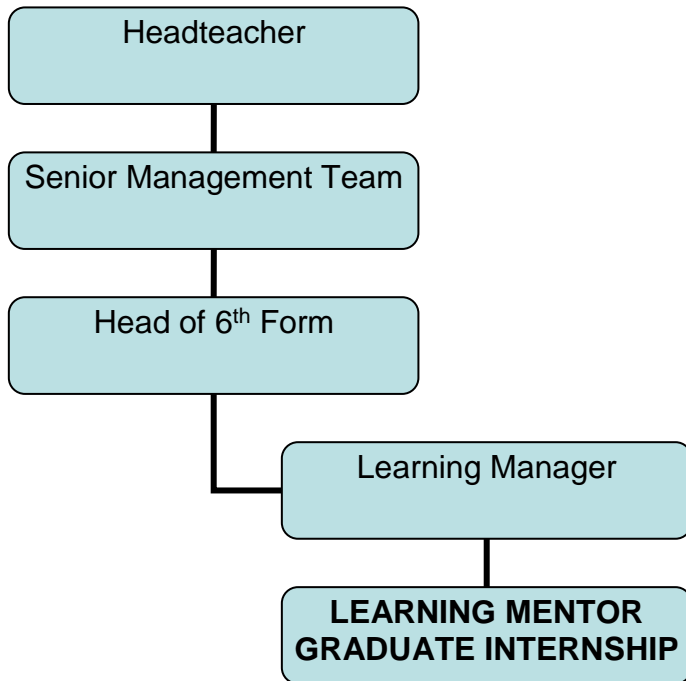 Headteacher
Senior Management Team
Head of 6th Form
Learning Manager
LEARNING MENTOR
GRADUATE INTERNSHIP